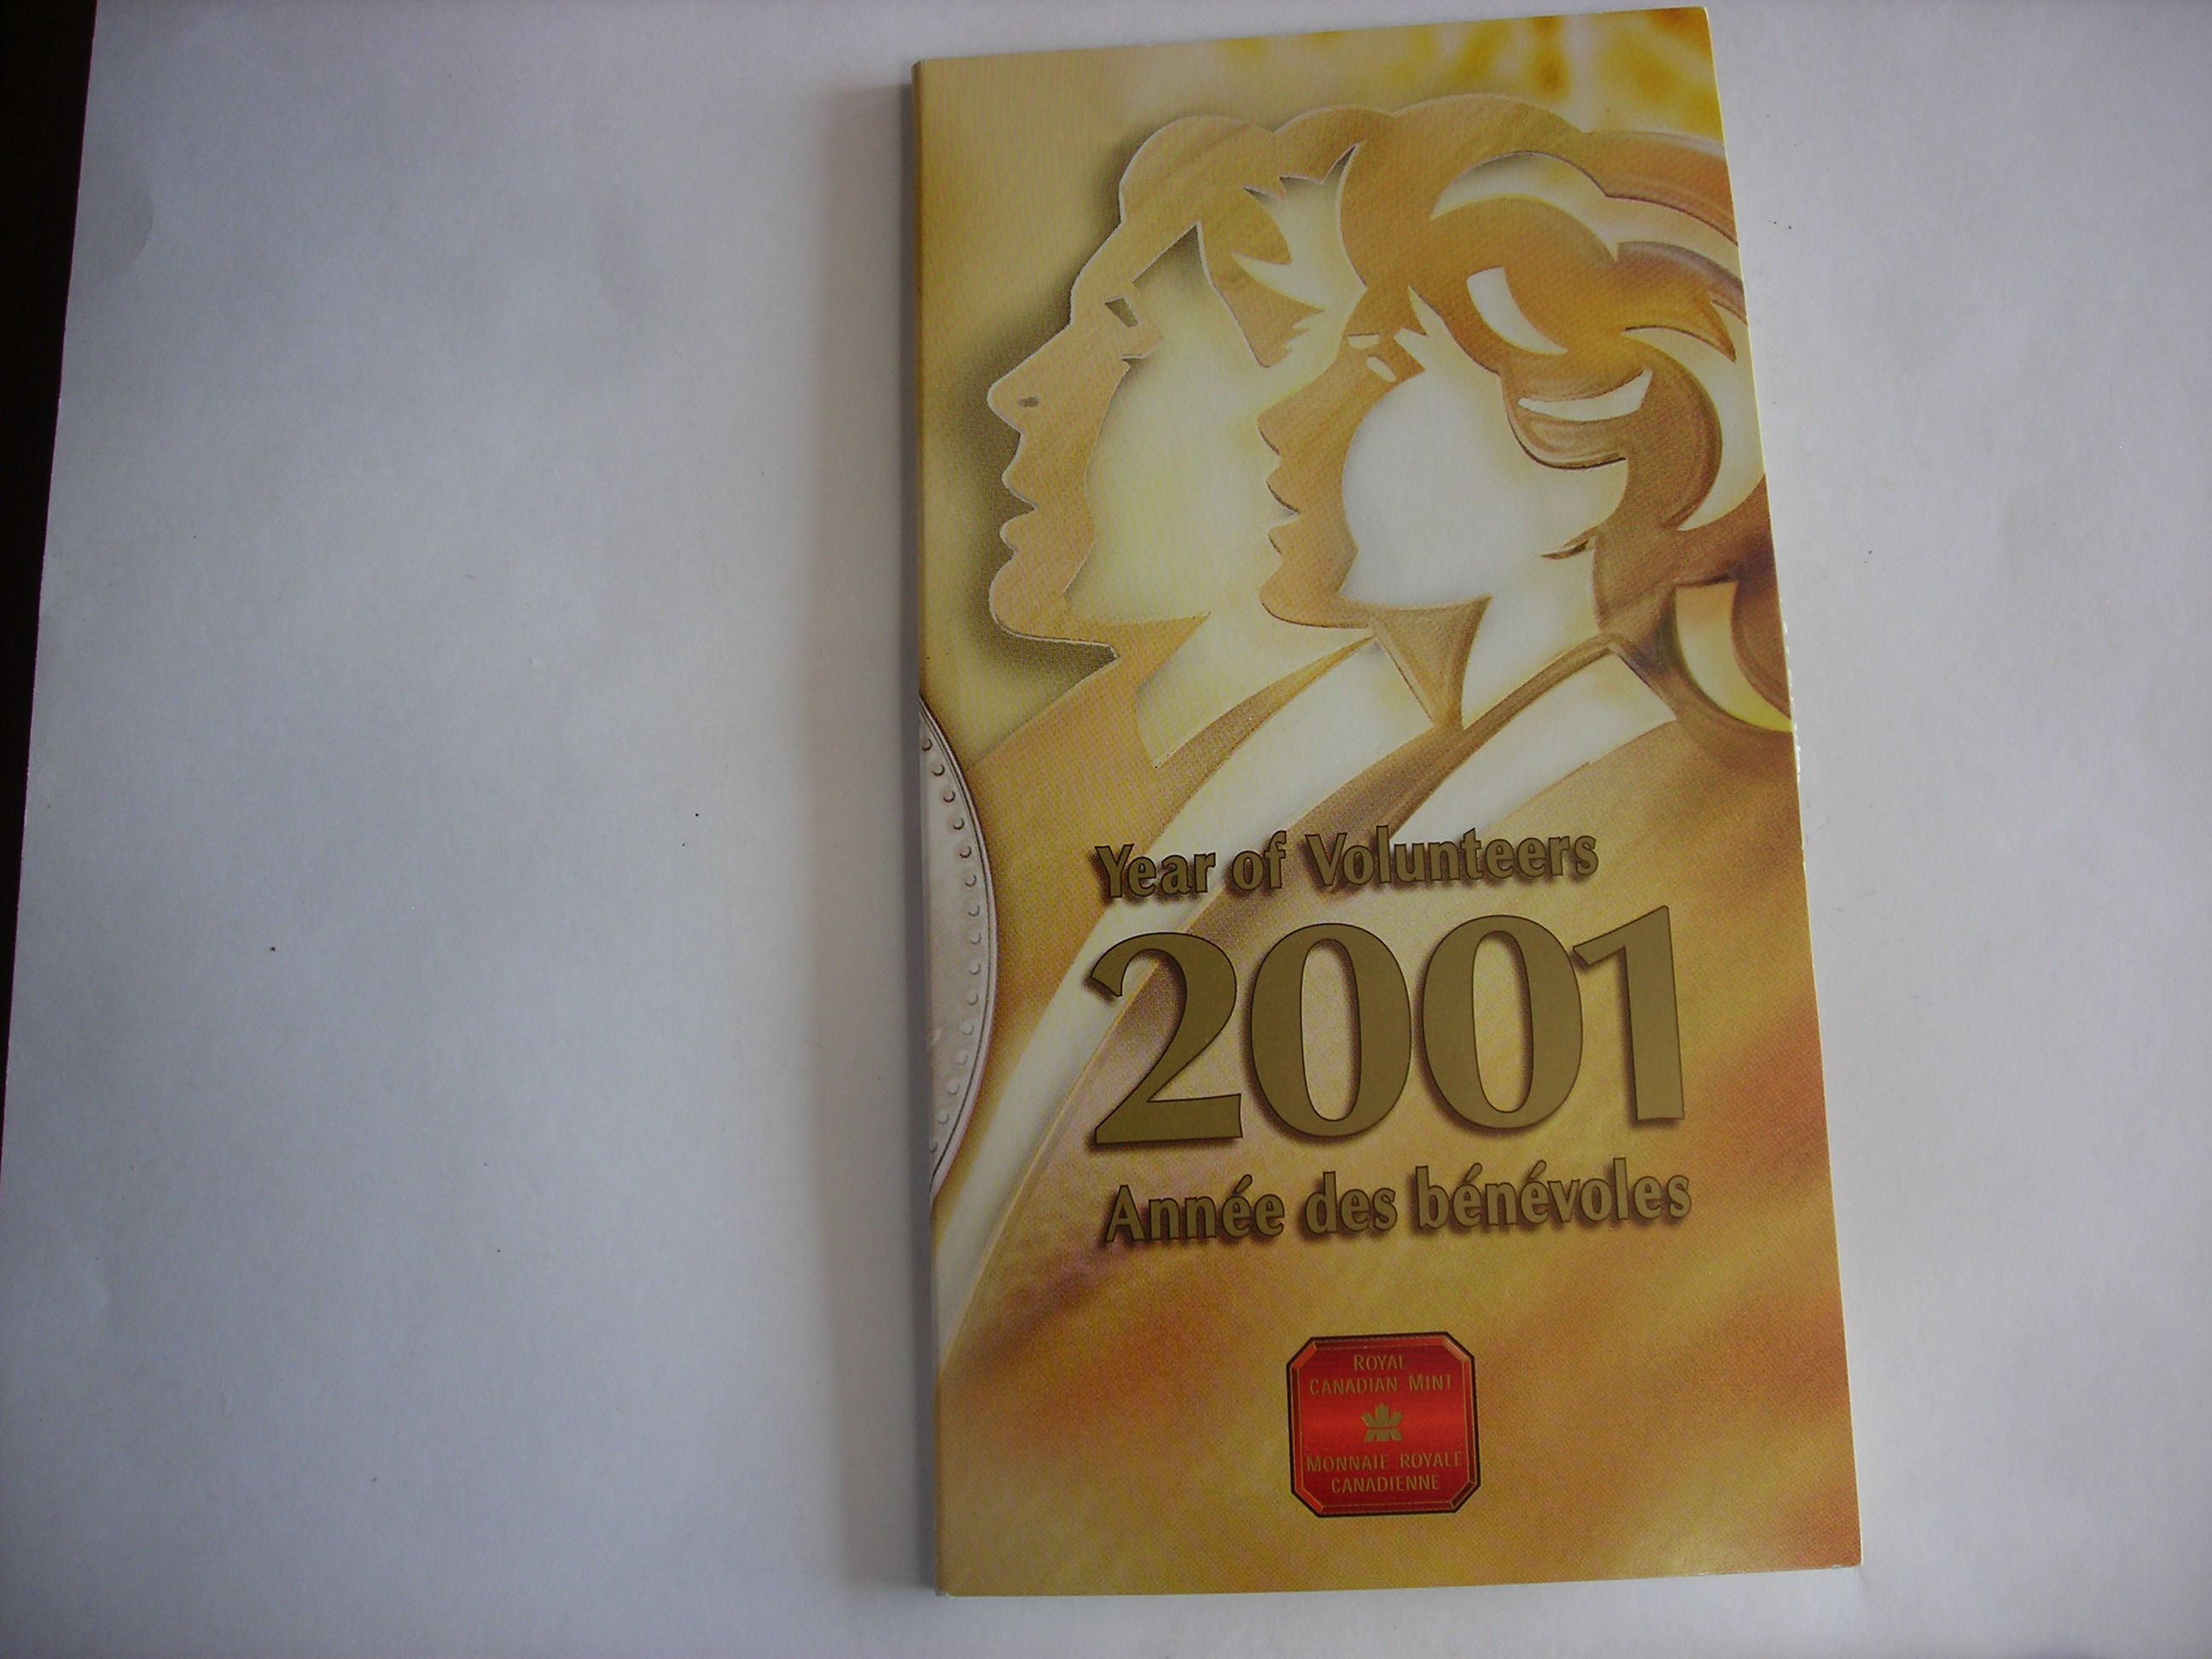 Year of Volunteers
2001
Année des bénévoles
ROYAL
CANADIAN MINT
MONNAIE ROYALE
CANADIENNE